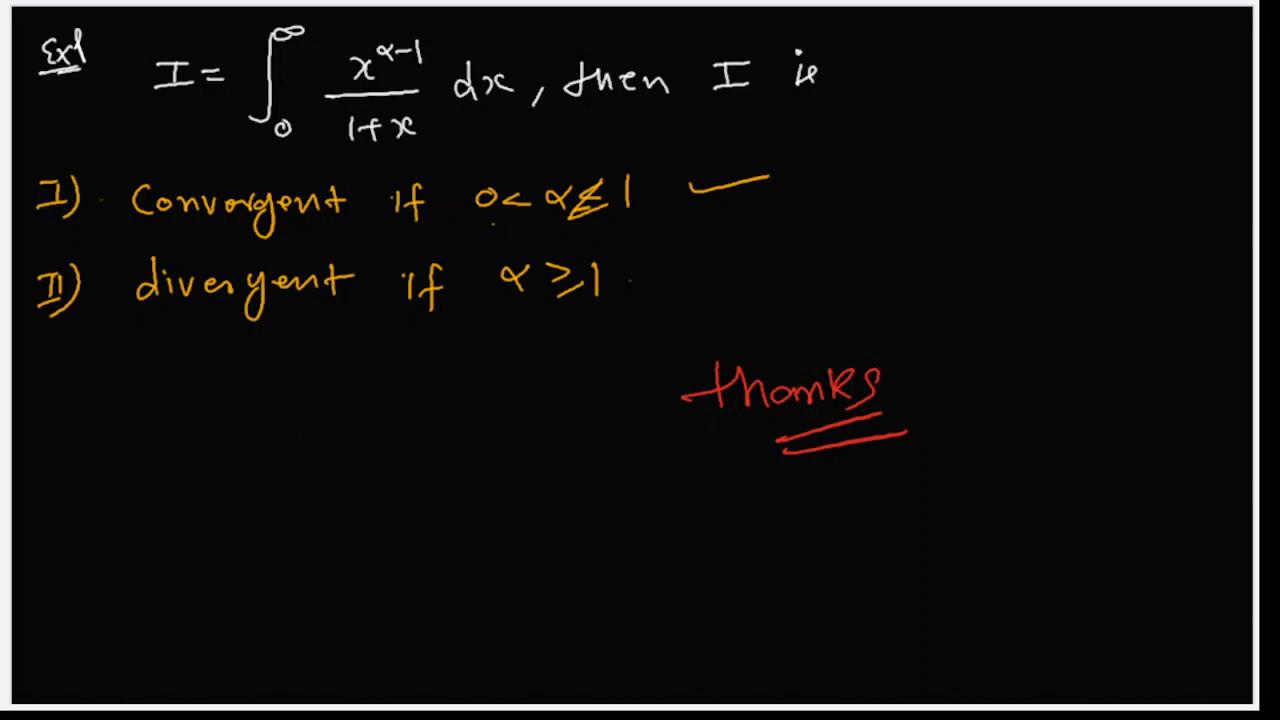 Ex1 I = ∫₀^∞ x^(α-1)/(1+x) dx, then I is
I) Convergent if 0 < α < 1
II) divergent if α ≥ 1
thanks